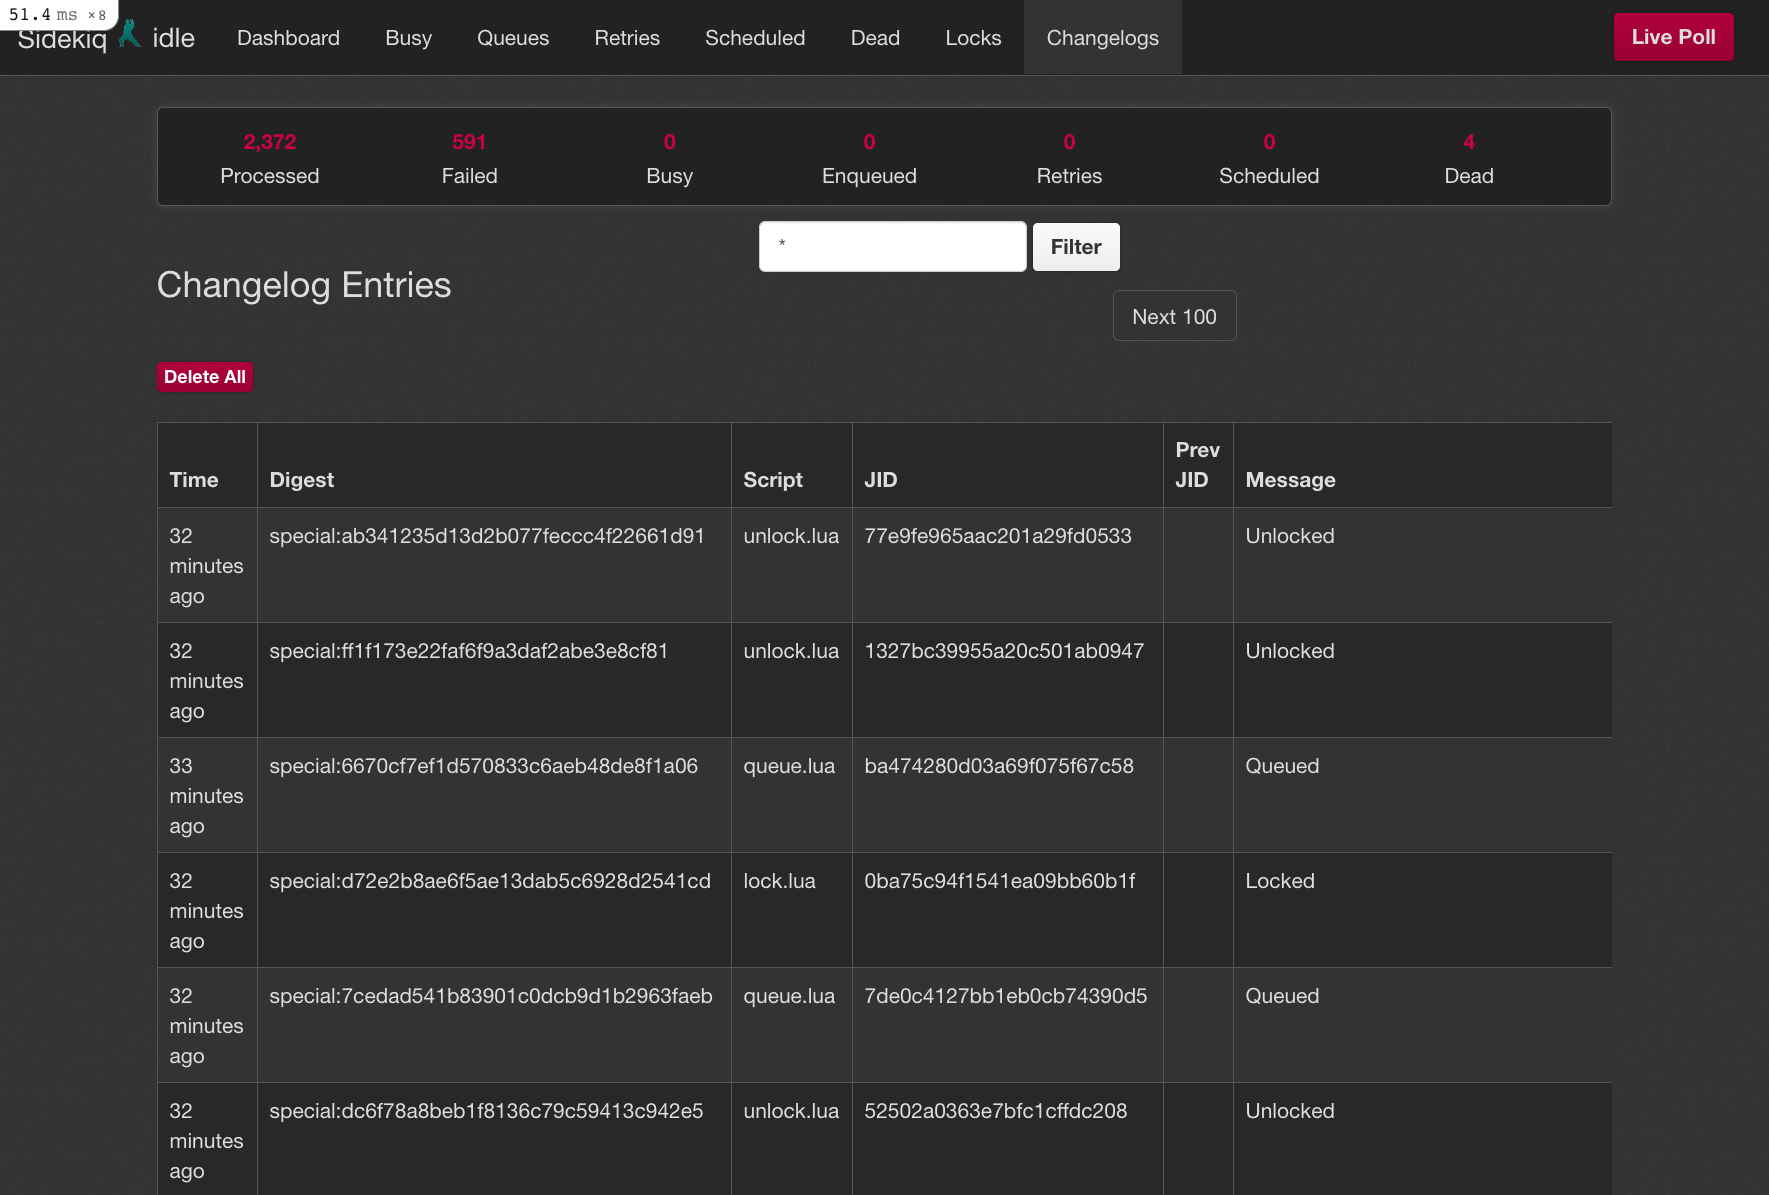 51.4 ms ×8
Sidekiq idle Dashboard Busy Queues Retries Scheduled Dead Locks Changelogs Live Poll
2,372 591 0 0 0 0 4
Processed Failed Busy Enqueued Retries Scheduled Dead
* Filter
Changelog Entries
Next 100
Delete All
Time Digest Script JID Prev JID Message
32 minutes ago special:ab341235d13d2b077feccc4f22661d91 unlock.lua 77e9fe965aac201a29fd0533 Unlocked
32 minutes ago special:ff1f173e22faf6f9a3daf2abe3e8cf81 unlock.lua 1327bc39955a20c501ab0947 Unlocked
33 minutes ago special:6670cf7ef1d570833c6aeb48de8f1a06 queue.lua ba474280d03a69f075f67c58 Queued
32 minutes ago special:d72e2b8ae6f5ae13dab5c6928d2541cd lock.lua 0ba75c94f1541ea09bb60b1f Locked
32 minutes ago special:7cedad541b83901c0dcb9d1b2963faeb queue.lua 7de0c4127bb1eb0cb74390d5 Queued
32 minutes ago special:dc6f78a8beb1f8136c79c59413c942e5 unlock.lua 52502a0363e7bfc1cffdc208 Unlocked